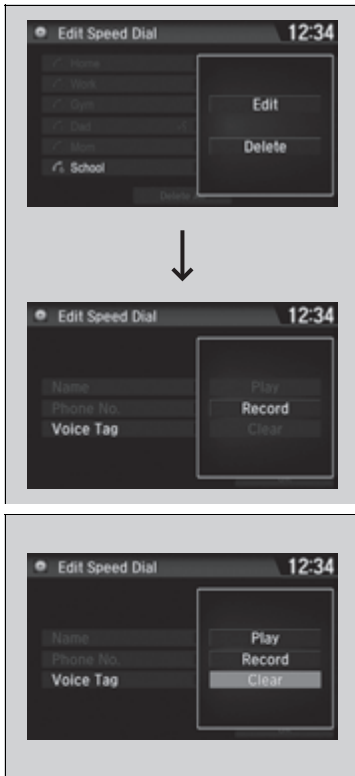 Edit Speed Dial 12:34
Home
Work
Gym
Dad
Mom
School
Edit
Delete
Delete All
Edit Speed Dial 12:34
Name
Phone No.
Voice Tag
Play
Record
Clear
Edit Speed Dial 12:34
Name
Phone No.
Voice Tag
Play
Record
Clear